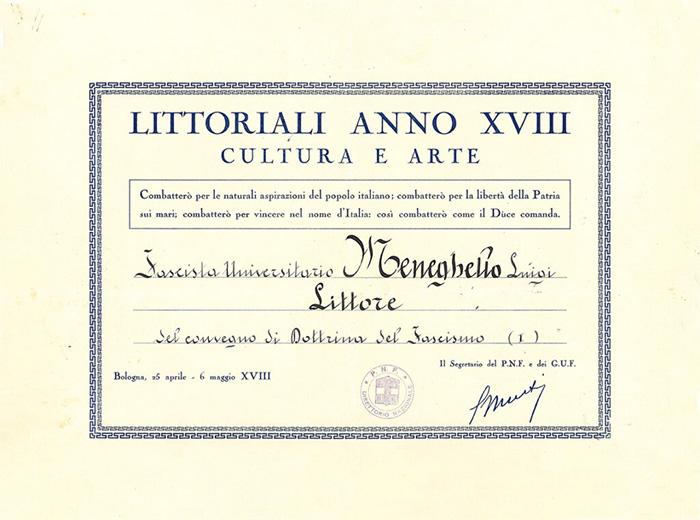 LITTORIALI ANNO XVIII
CULTURA E ARTE
Combatterò per le naturali aspirazioni del popolo italiano; combatterò per la libertà della Patria
sui mari; combatterò per vincere nel nome d'Italia: così combatterò come il Duce comanda.
Fascista Universitario Meneghello Luigi
Littore
del convegno di Dottrina del Fascismo (I)
Il Segretario del P.N.F. e dei G.U.F.
Bologna, 25 aprile - 6 maggio XVIII
P.N.F.
DIRETTORIO NAZIONALE